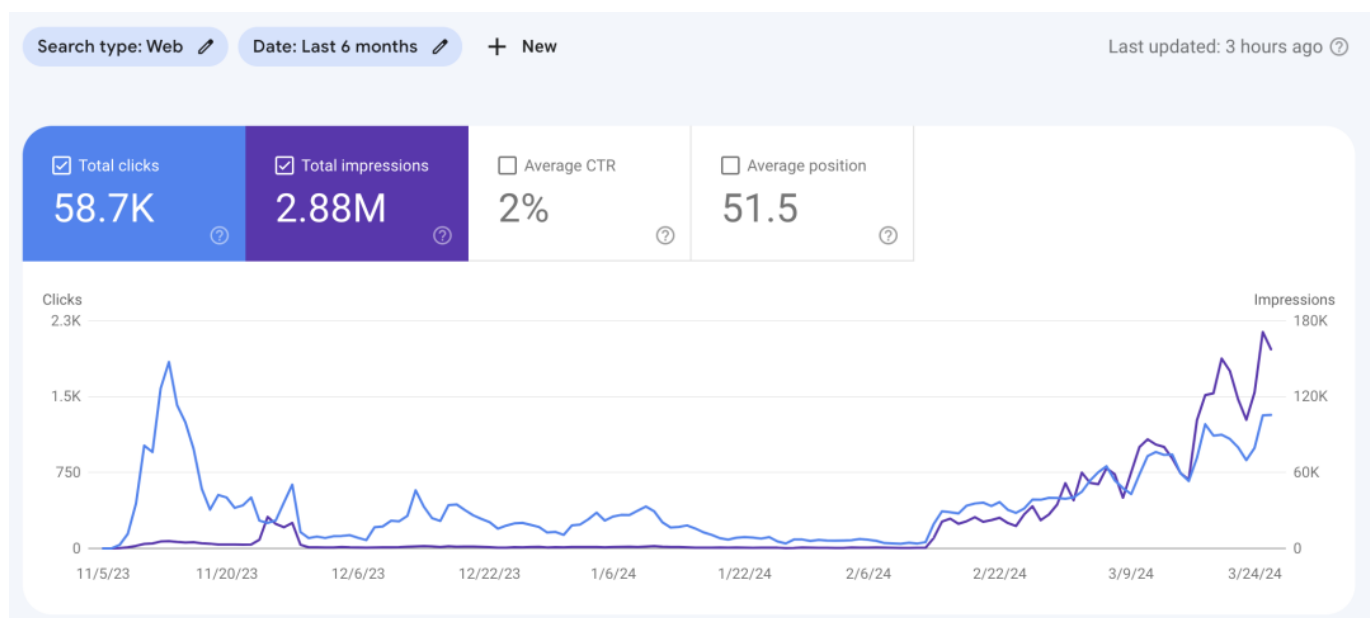 Search type: Web Date: Last 6 months + New Last updated: 3 hours ago
Total clicks Total impressions Average CTR Average position
58.7K 2.88M 2% 51.5
Clicks Impressions
2.3K 180K
1.5K 120K
750 60K
0 0
11/5/23 11/20/23 12/6/23 12/22/23 1/6/24 1/22/24 2/6/24 2/22/24 3/9/24 3/24/24